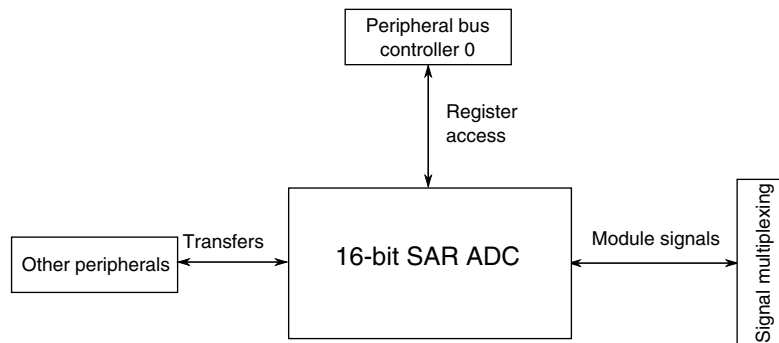 Peripheral bus
controller 0
Register
access
Transfers
Other peripherals
16-bit SAR ADC
Module signals
Signal multiplexing